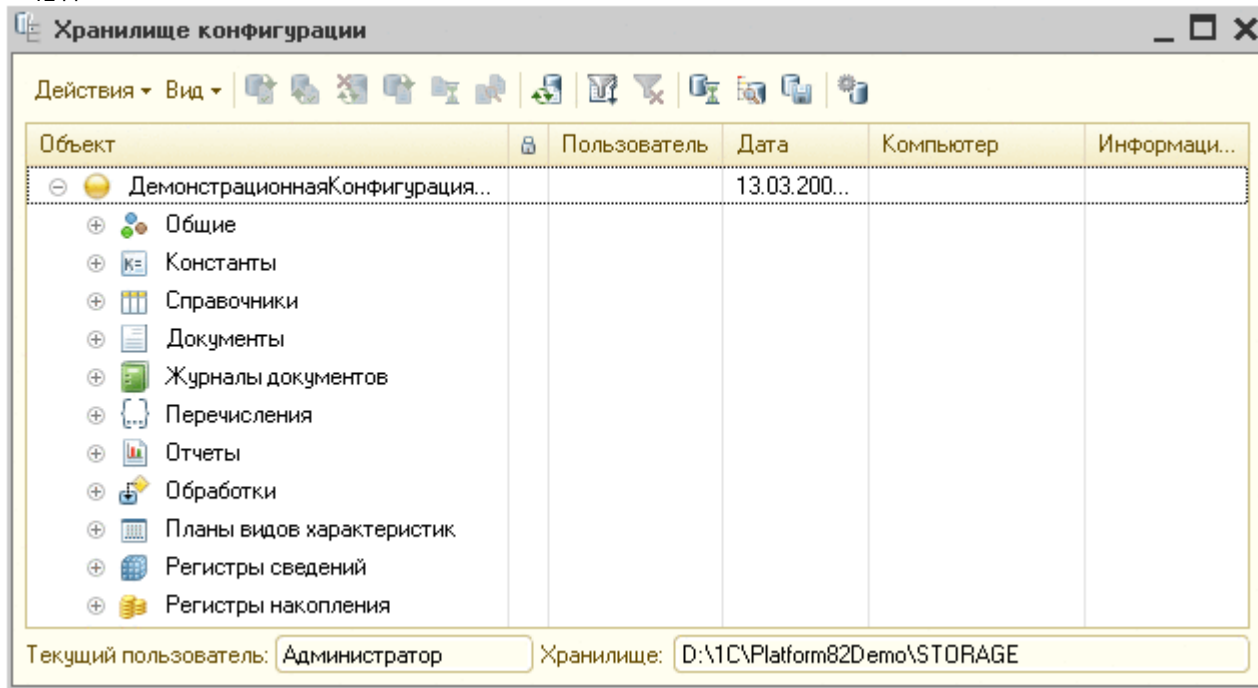 Хранилище конфигурации
Действия Вид
Объект Пользователь Дата Компьютер Информаци...
ДемонстрационнаяКонфигурация... 13.03.200...
Общие
K= Константы
Справочники
Документы
Журналы документов
{...} Перечисления
Отчеты
Обработки
Планы видов характеристик
Регистры сведений
Регистры накопления
Текущий пользователь: Администратор Хранилище: D:\1C\Platform82Demo\STORAGE